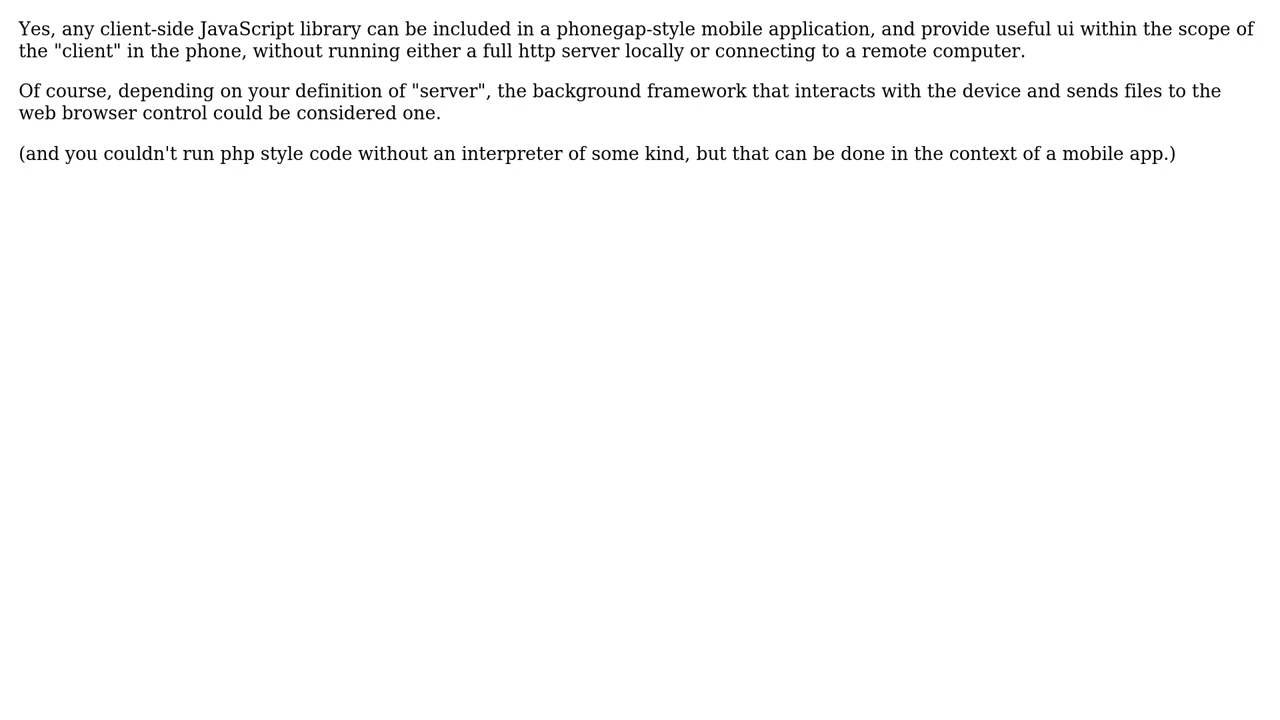 Yes, any client-side JavaScript library can be included in a phonegap-style mobile application, and provide useful ui within the scope of
the "client" in the phone, without running either a full http server locally or connecting to a remote computer.
Of course, depending on your definition of "server", the background framework that interacts with the device and sends files to the
web browser control could be considered one.
(and you couldn't run php style code without an interpreter of some kind, but that can be done in the context of a mobile app.)